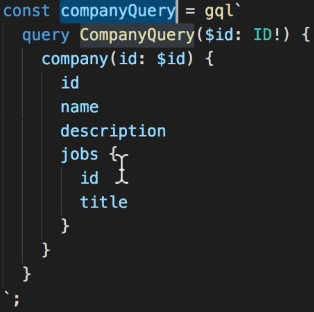 const companyQuery = gql`
  query CompanyQuery($id: ID!) {
    company(id: $id) {
      id
      name
      description
      jobs {
        id
        title
      }
    }
  }
`;